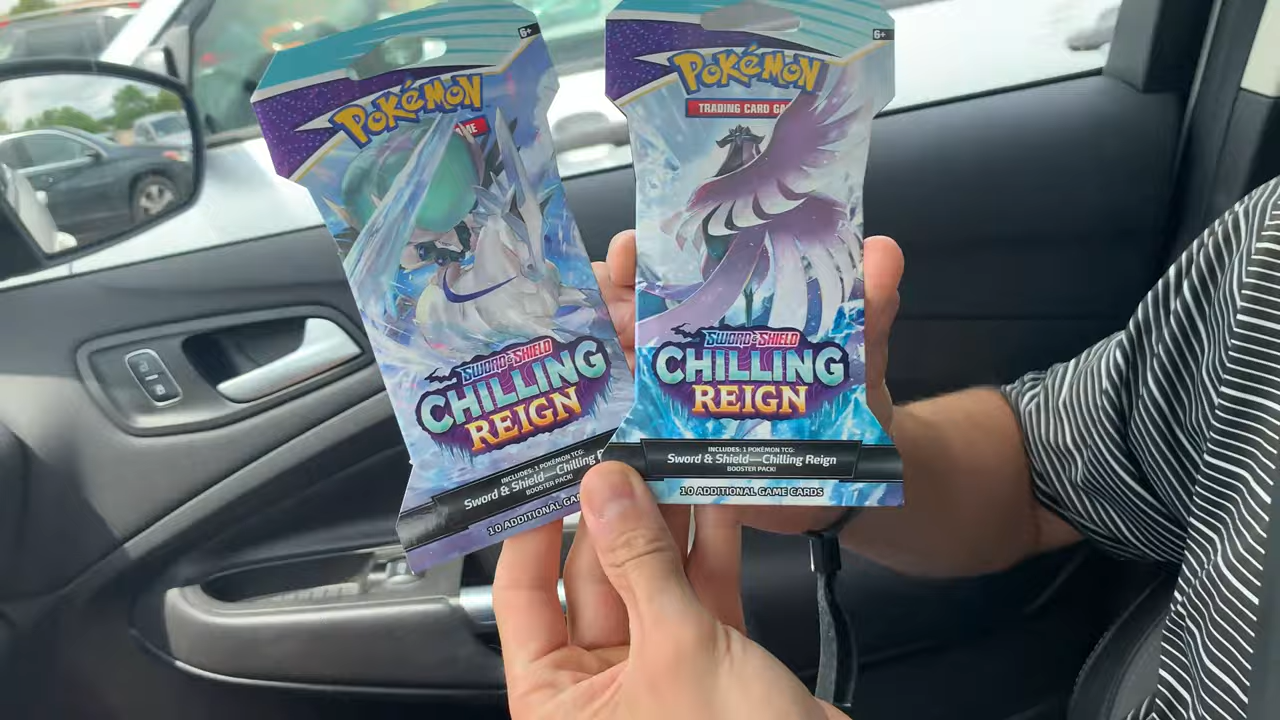 6+
POKéMON
ME
SWORD & SHIELD
CHILLING
REIGN
INCLUDES: 1 POKÉMON TCG:
Sword & Shield—Chilling
BOOSTER PACK!
10 ADDITIONAL
6+
POKéMON
TRADING CARD GA
SWORD & SHIELD
CHILLING
REIGN
INCLUDES: 1 POKÉMON TCG:
Sword & Shield—Chilling Reign
BOOSTER PACK!
10 ADDITIONAL GAME CARDS